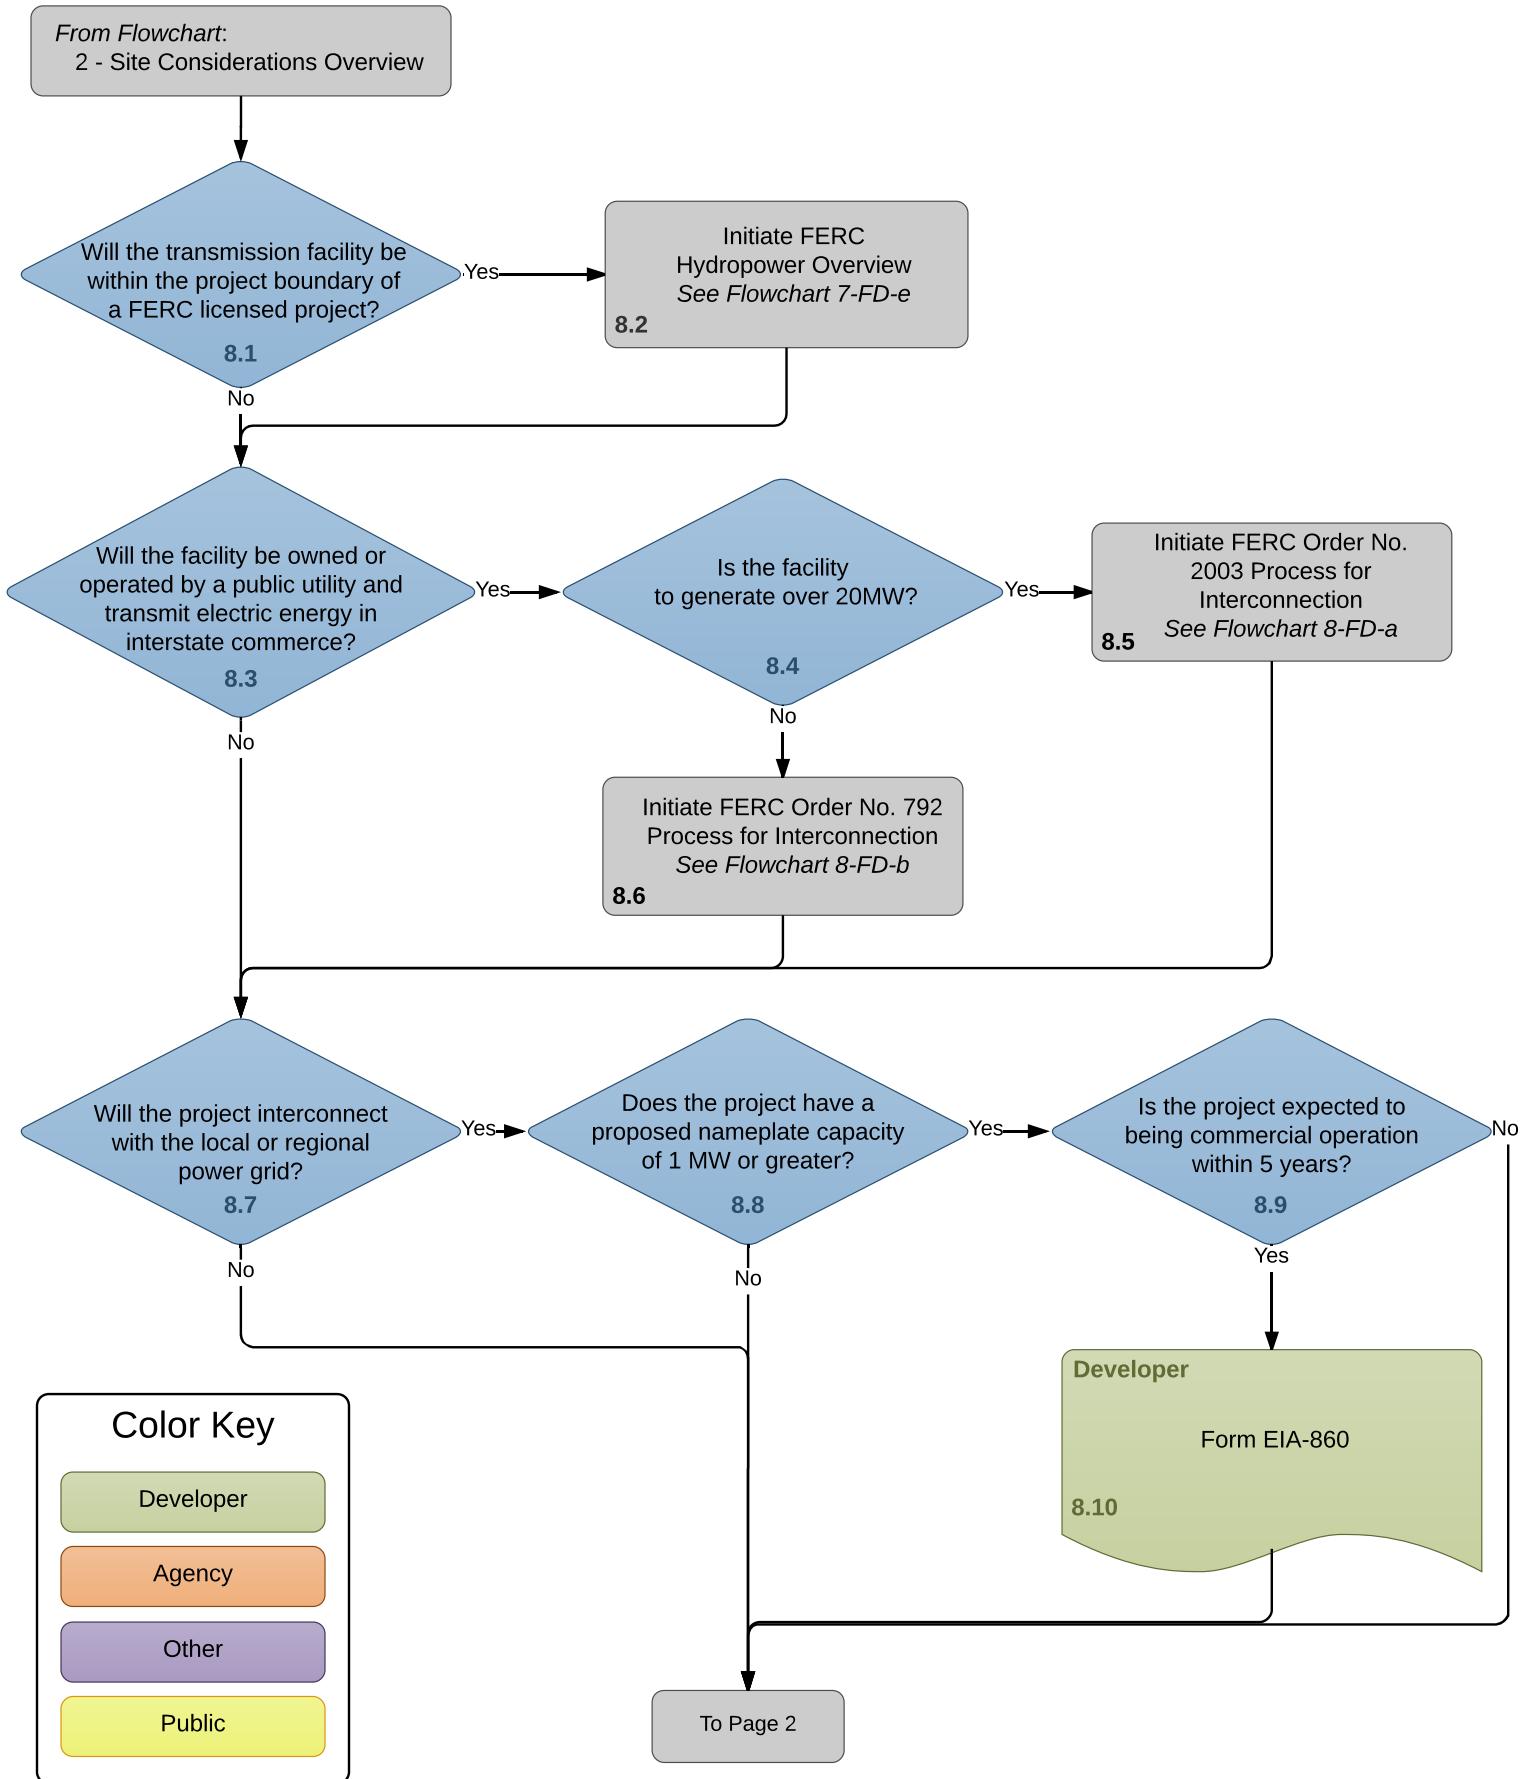 From Flowchart:
2 - Site Considerations Overview
Will the transmission facility be
within the project boundary of
a FERC licensed project?
8.1
Yes
No
Initiate FERC
Hydropower Overview
See Flowchart 7-FD-e
8.2
Will the facility be owned or
operated by a public utility and
transmit electric energy in
interstate commerce?
8.3
Yes
No
Is the facility
to generate over 20MW?
8.4
Yes
No
Initiate FERC Order No.
2003 Process for
Interconnection
See Flowchart 8-FD-a
8.5
Initiate FERC Order No. 792
Process for Interconnection
See Flowchart 8-FD-b
8.6
Will the project interconnect
with the local or regional
power grid?
8.7
Yes
No
Does the project have a
proposed nameplate capacity
of 1 MW or greater?
8.8
Yes
No
Is the project expected to
being commercial operation
within 5 years?
8.9
No
Yes
Developer
Form EIA-860
8.10
Color Key
Developer
Agency
Other
Public
To Page 2